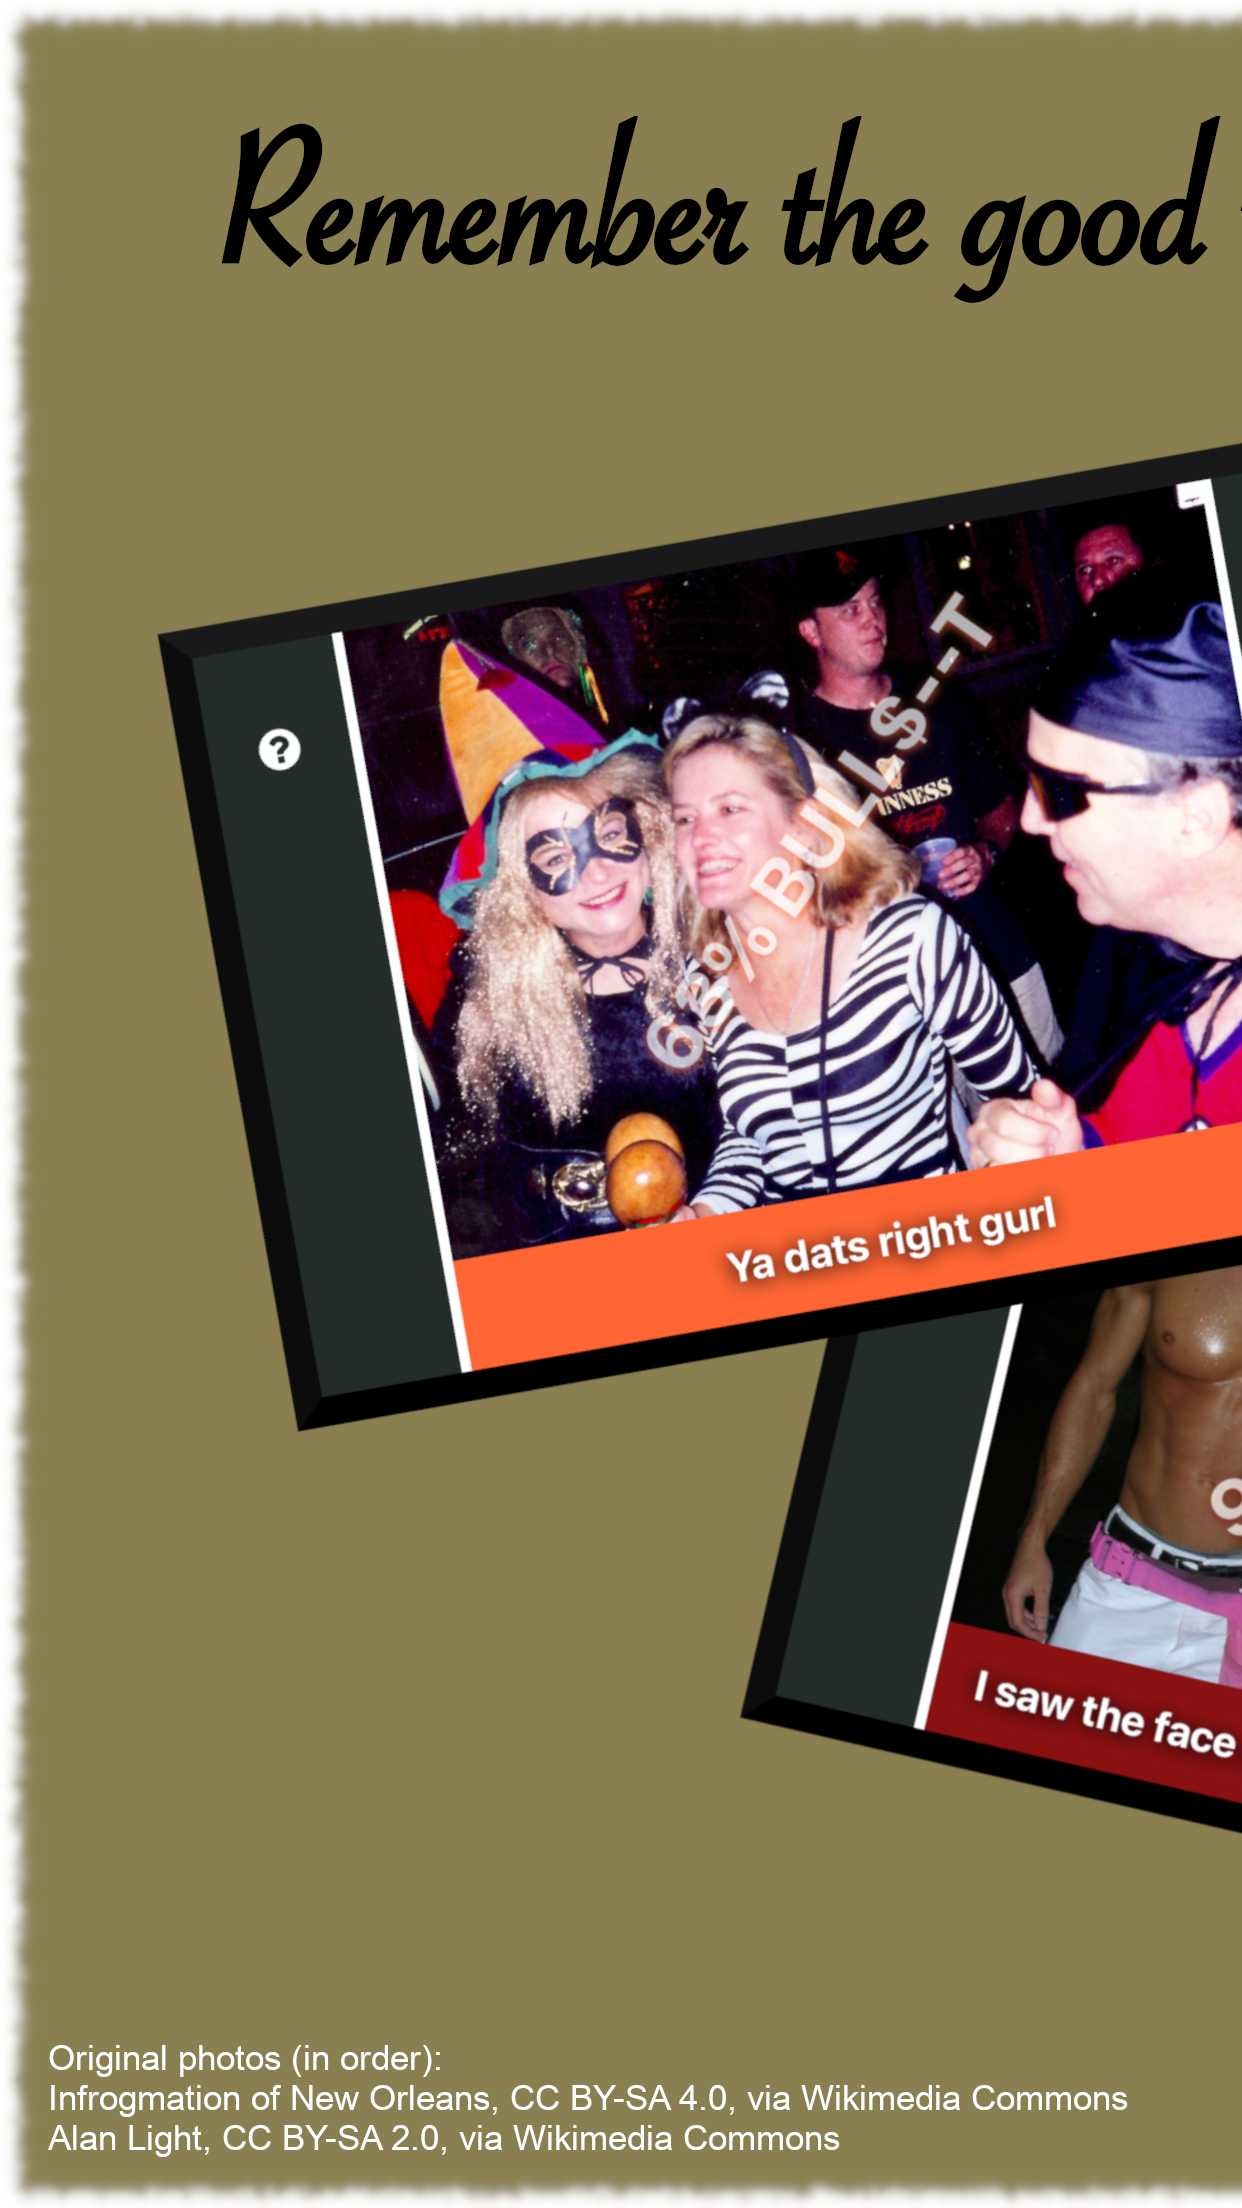 Remember the good
?
INNESS
63% BULL$--T
Ya dats right gurl
9
I saw the face
Original photos (in order):
Infrogmation of New Orleans, CC BY-SA 4.0, via Wikimedia Commons
Alan Light, CC BY-SA 2.0, via Wikimedia Commons